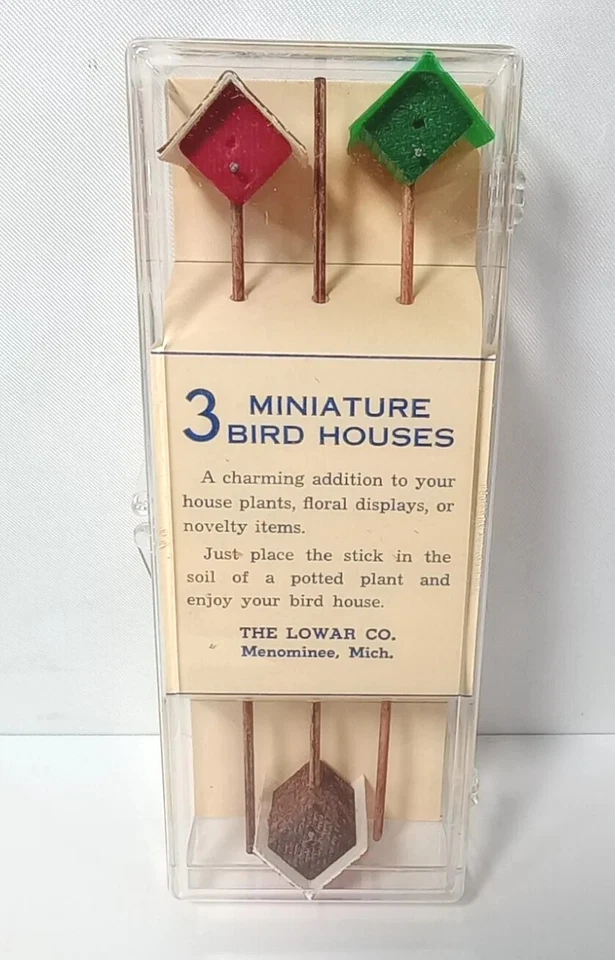 3 MINIATURE
BIRD HOUSES
A charming addition to your
house plants, floral displays, or
novelty items.
Just place the stick in the
soil of a potted plant and
enjoy your bird house.
THE LOWAR CO.
Menominee, Mich.